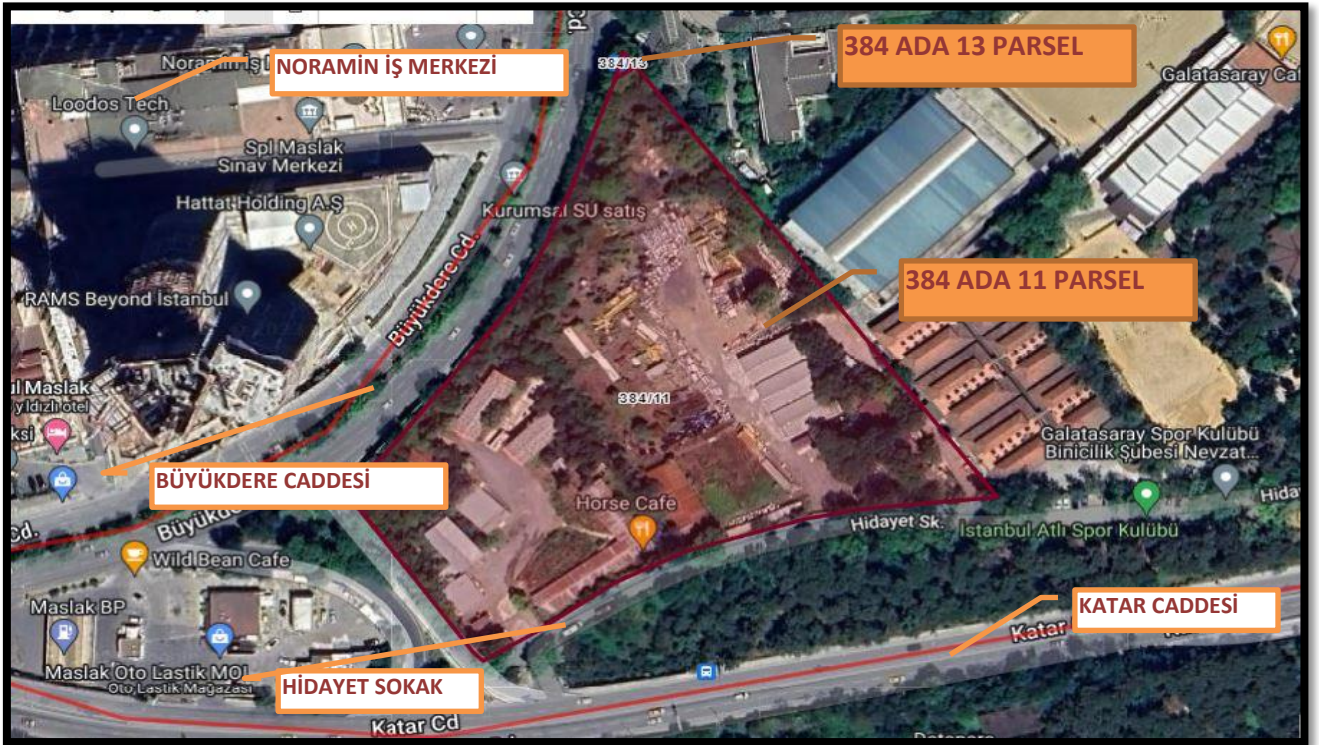 384 ADA 13 PARSEL
384/13
NORAMİN İŞ MERKEZİ
Loodos Tech
Galatasaray Caf
Spl Maslak
Sınav Merkezi
Hattat Holding A.Ş
Kurumsal SU satış
Büyükdere Cd.
384 ADA 11 PARSEL
RAMS Beyond İstanbul
384/11
ul Maslak
yıldızlı otel
ksi
Galatasaray Spor Kulübü
Binicilik Şubesi Nevzat...
BÜYÜKDERE CADDESİ
Horse Cafe
Hidayet Sk.
İstanbul Atlı Spor Kulübü
Cd.
Wild Bean Cafe
Maslak BP
KATAR CADDESİ
Katar
Maslak Oto Lastik MOL
Oto Lastik Mağazası
HİDAYET SOKAK
Katar Cd